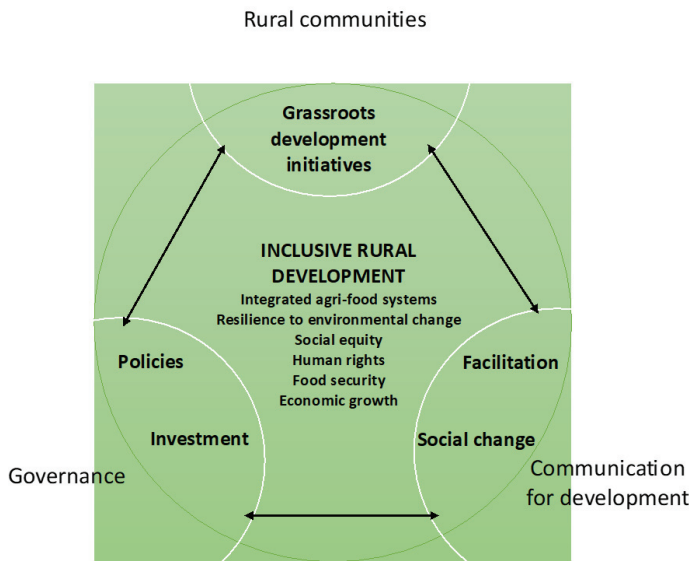 Rural communities
Grassroots
development
initiatives
INCLUSIVE RURAL
DEVELOPMENT
Integrated agri-food systems
Resilience to environmental change
Social equity
Human rights
Food security
Economic growth
Policies
Investment
Facilitation
Social change
Governance
Communication
for development